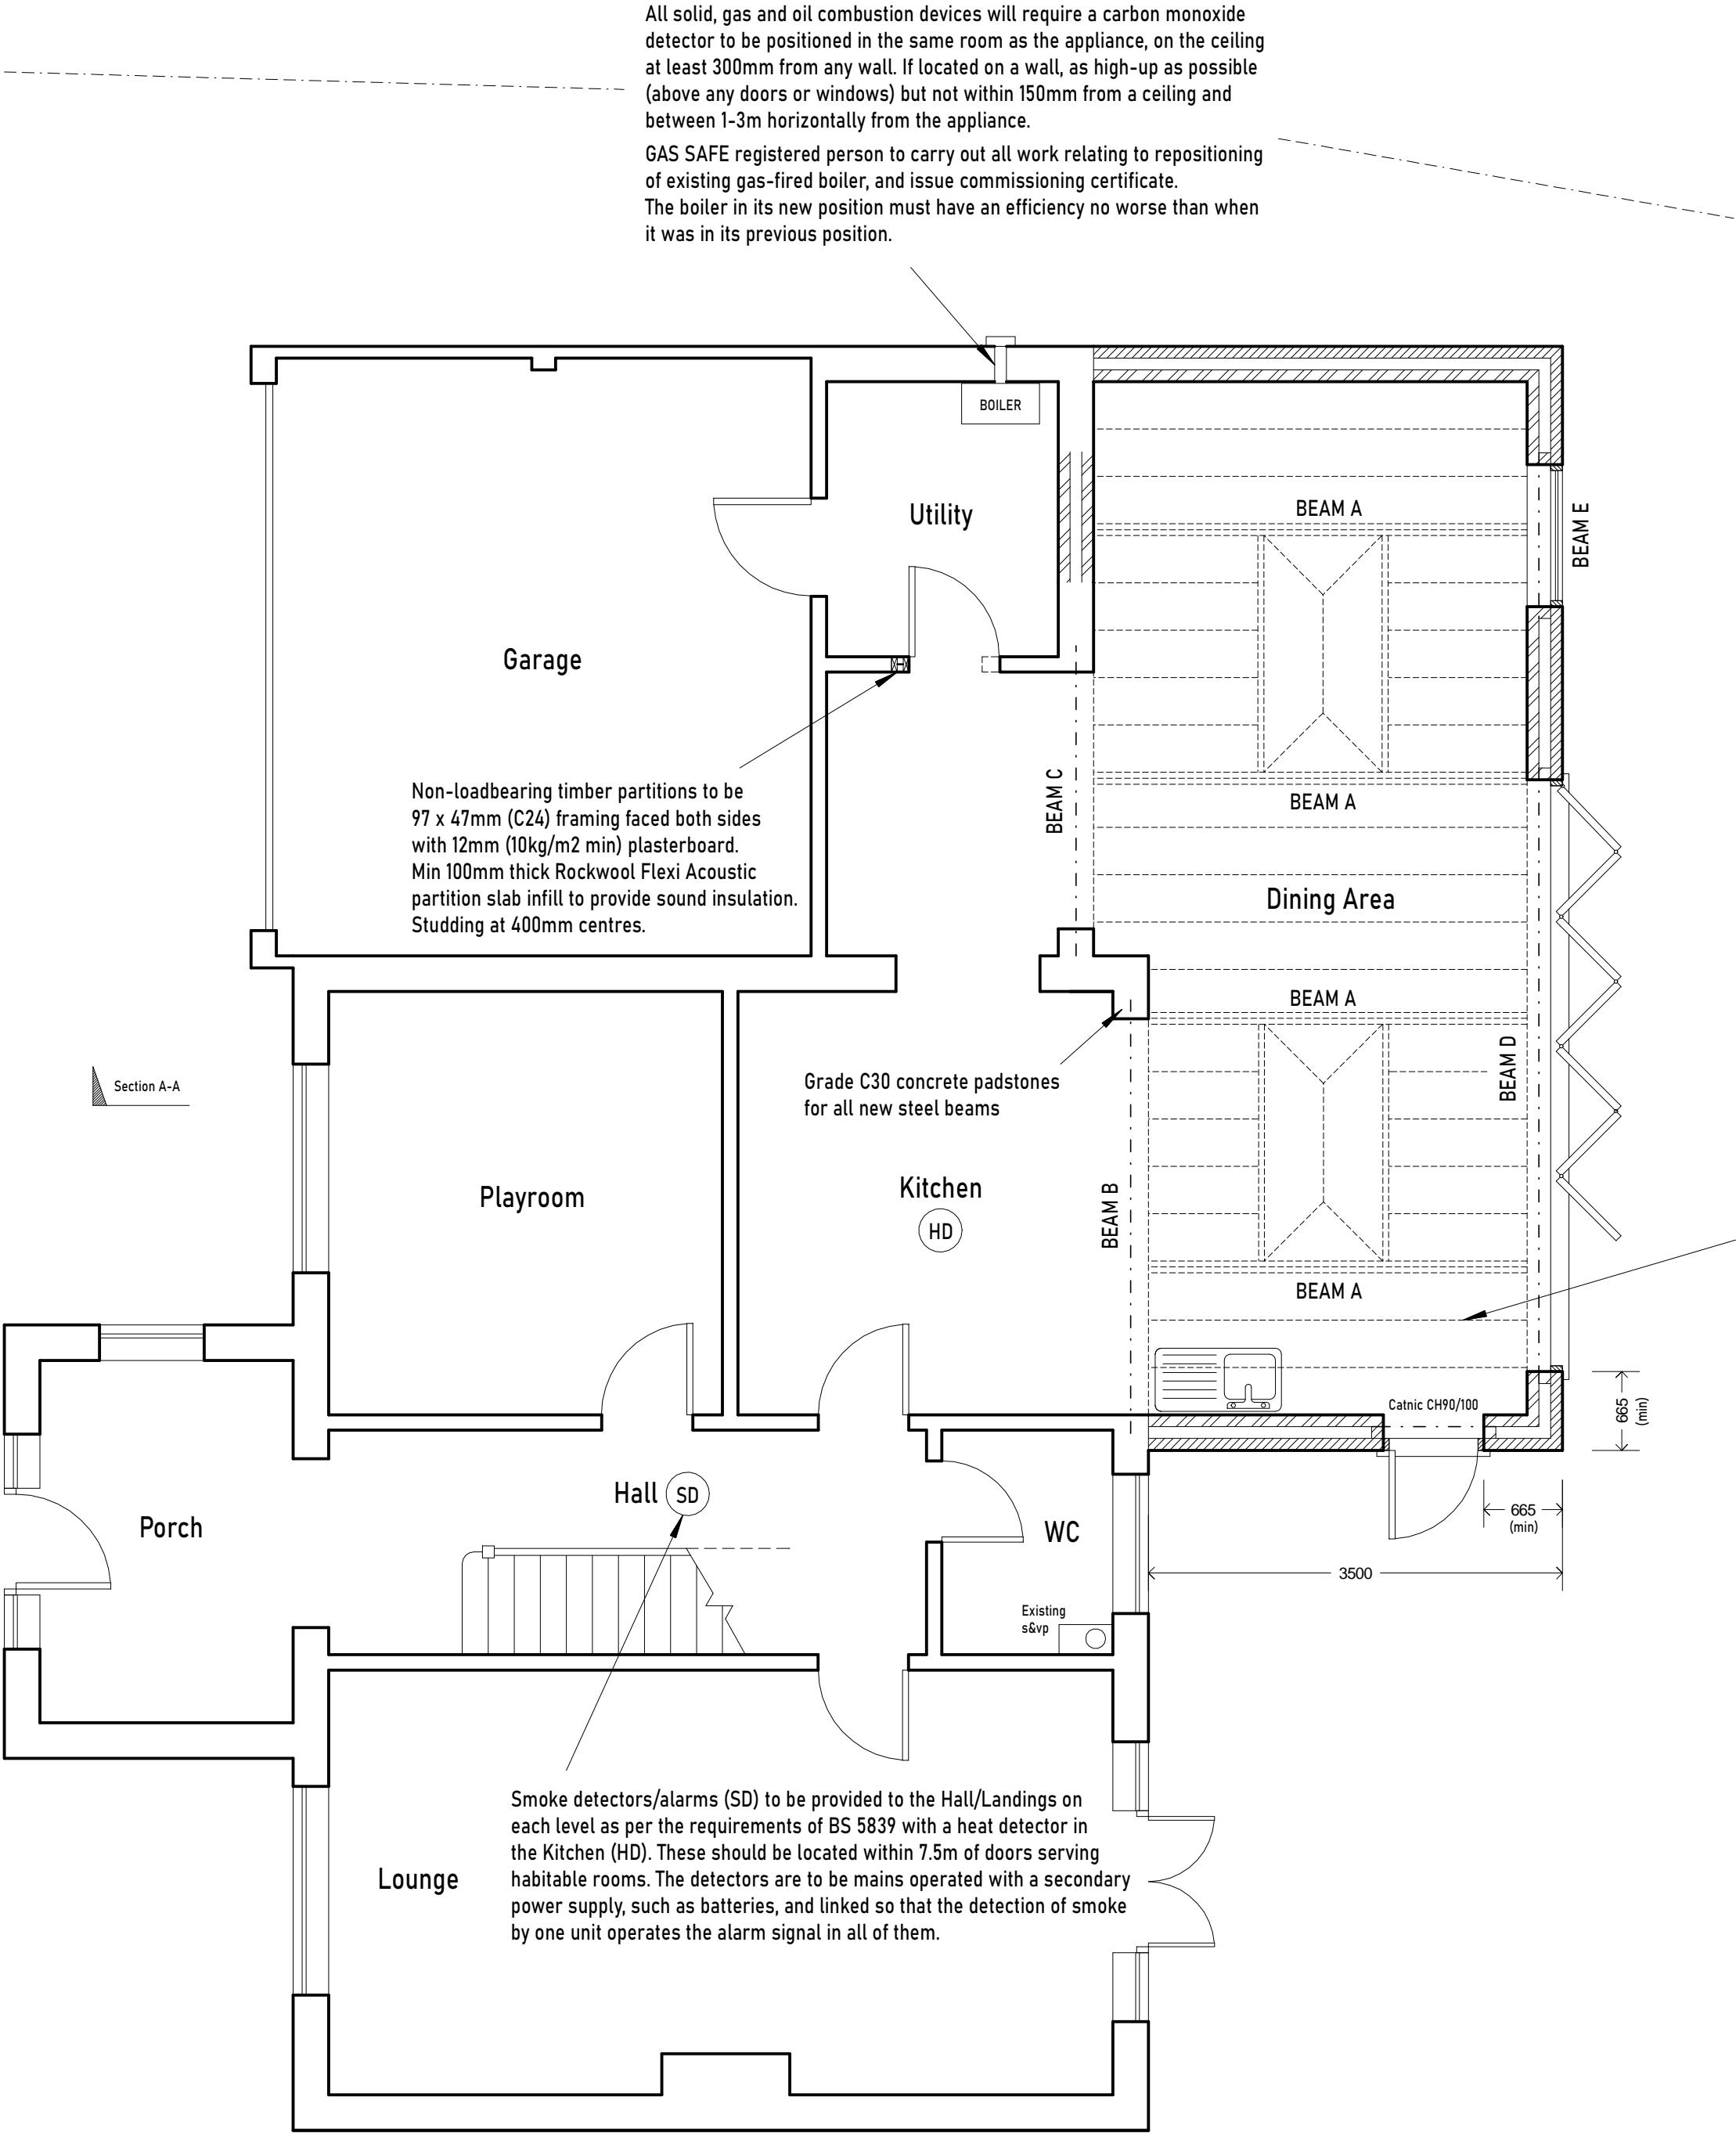 All solid, gas and oil combustion devices will require a carbon monoxide
detector to be positioned in the same room as the appliance, on the ceiling
at least 300mm from any wall. If located on a wall, as high-up as possible
(above any doors or windows) but not within 150mm from a ceiling and
between 1-3m horizontally from the appliance.
GAS SAFE registered person to carry out all work relating to repositioning
of existing gas-fired boiler, and issue commissioning certificate.
The boiler in its new position must have an efficiency no worse than when
it was in its previous position.
BOILER
Utility
BEAM A
BEAM E
Garage
Non-loadbearing timber partitions to be
97 x 47mm (C24) framing faced both sides
with 12mm (10kg/m2 min) plasterboard.
Min 100mm thick Rockwool Flexi Acoustic
partition slab infill to provide sound insulation.
Studding at 400mm centres.
BEAM C
BEAM A
Dining Area
BEAM A
BEAM D
Section A-A
Grade C30 concrete padstones
for all new steel beams
Playroom
Kitchen
HD
BEAM B
BEAM A
Catnic CH90/100
665
(min)
665
(min)
3500
Hall
SD
Porch
WC
Existing
s&vp
Smoke detectors/alarms (SD) to be provided to the Hall/Landings on
each level as per the requirements of BS 5839 with a heat detector in
the Kitchen (HD). These should be located within 7.5m of doors serving
habitable rooms. The detectors are to be mains operated with a secondary
power supply, such as batteries, and linked so that the detection of smoke
by one unit operates the alarm signal in all of them.
Lounge